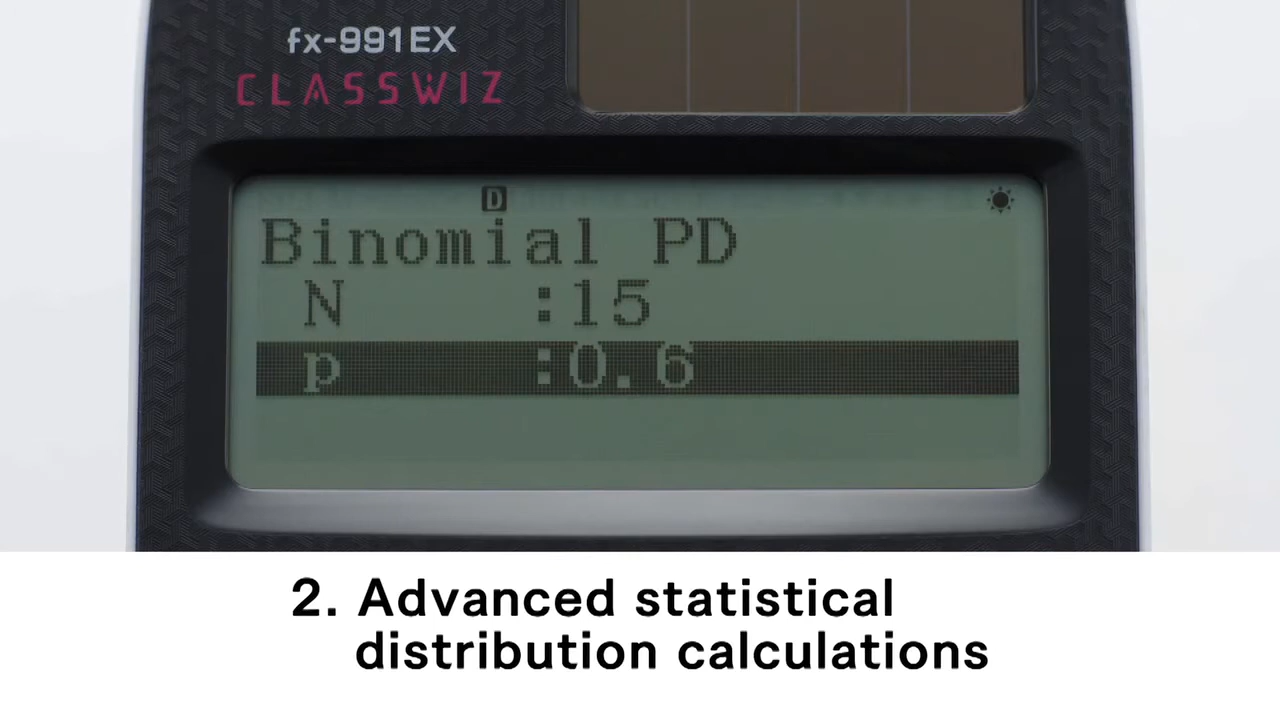 fx-991EX
CLASSWIZ
D
Binomial PD
N :15
p :0.6
2. Advanced statistical
distribution calculations